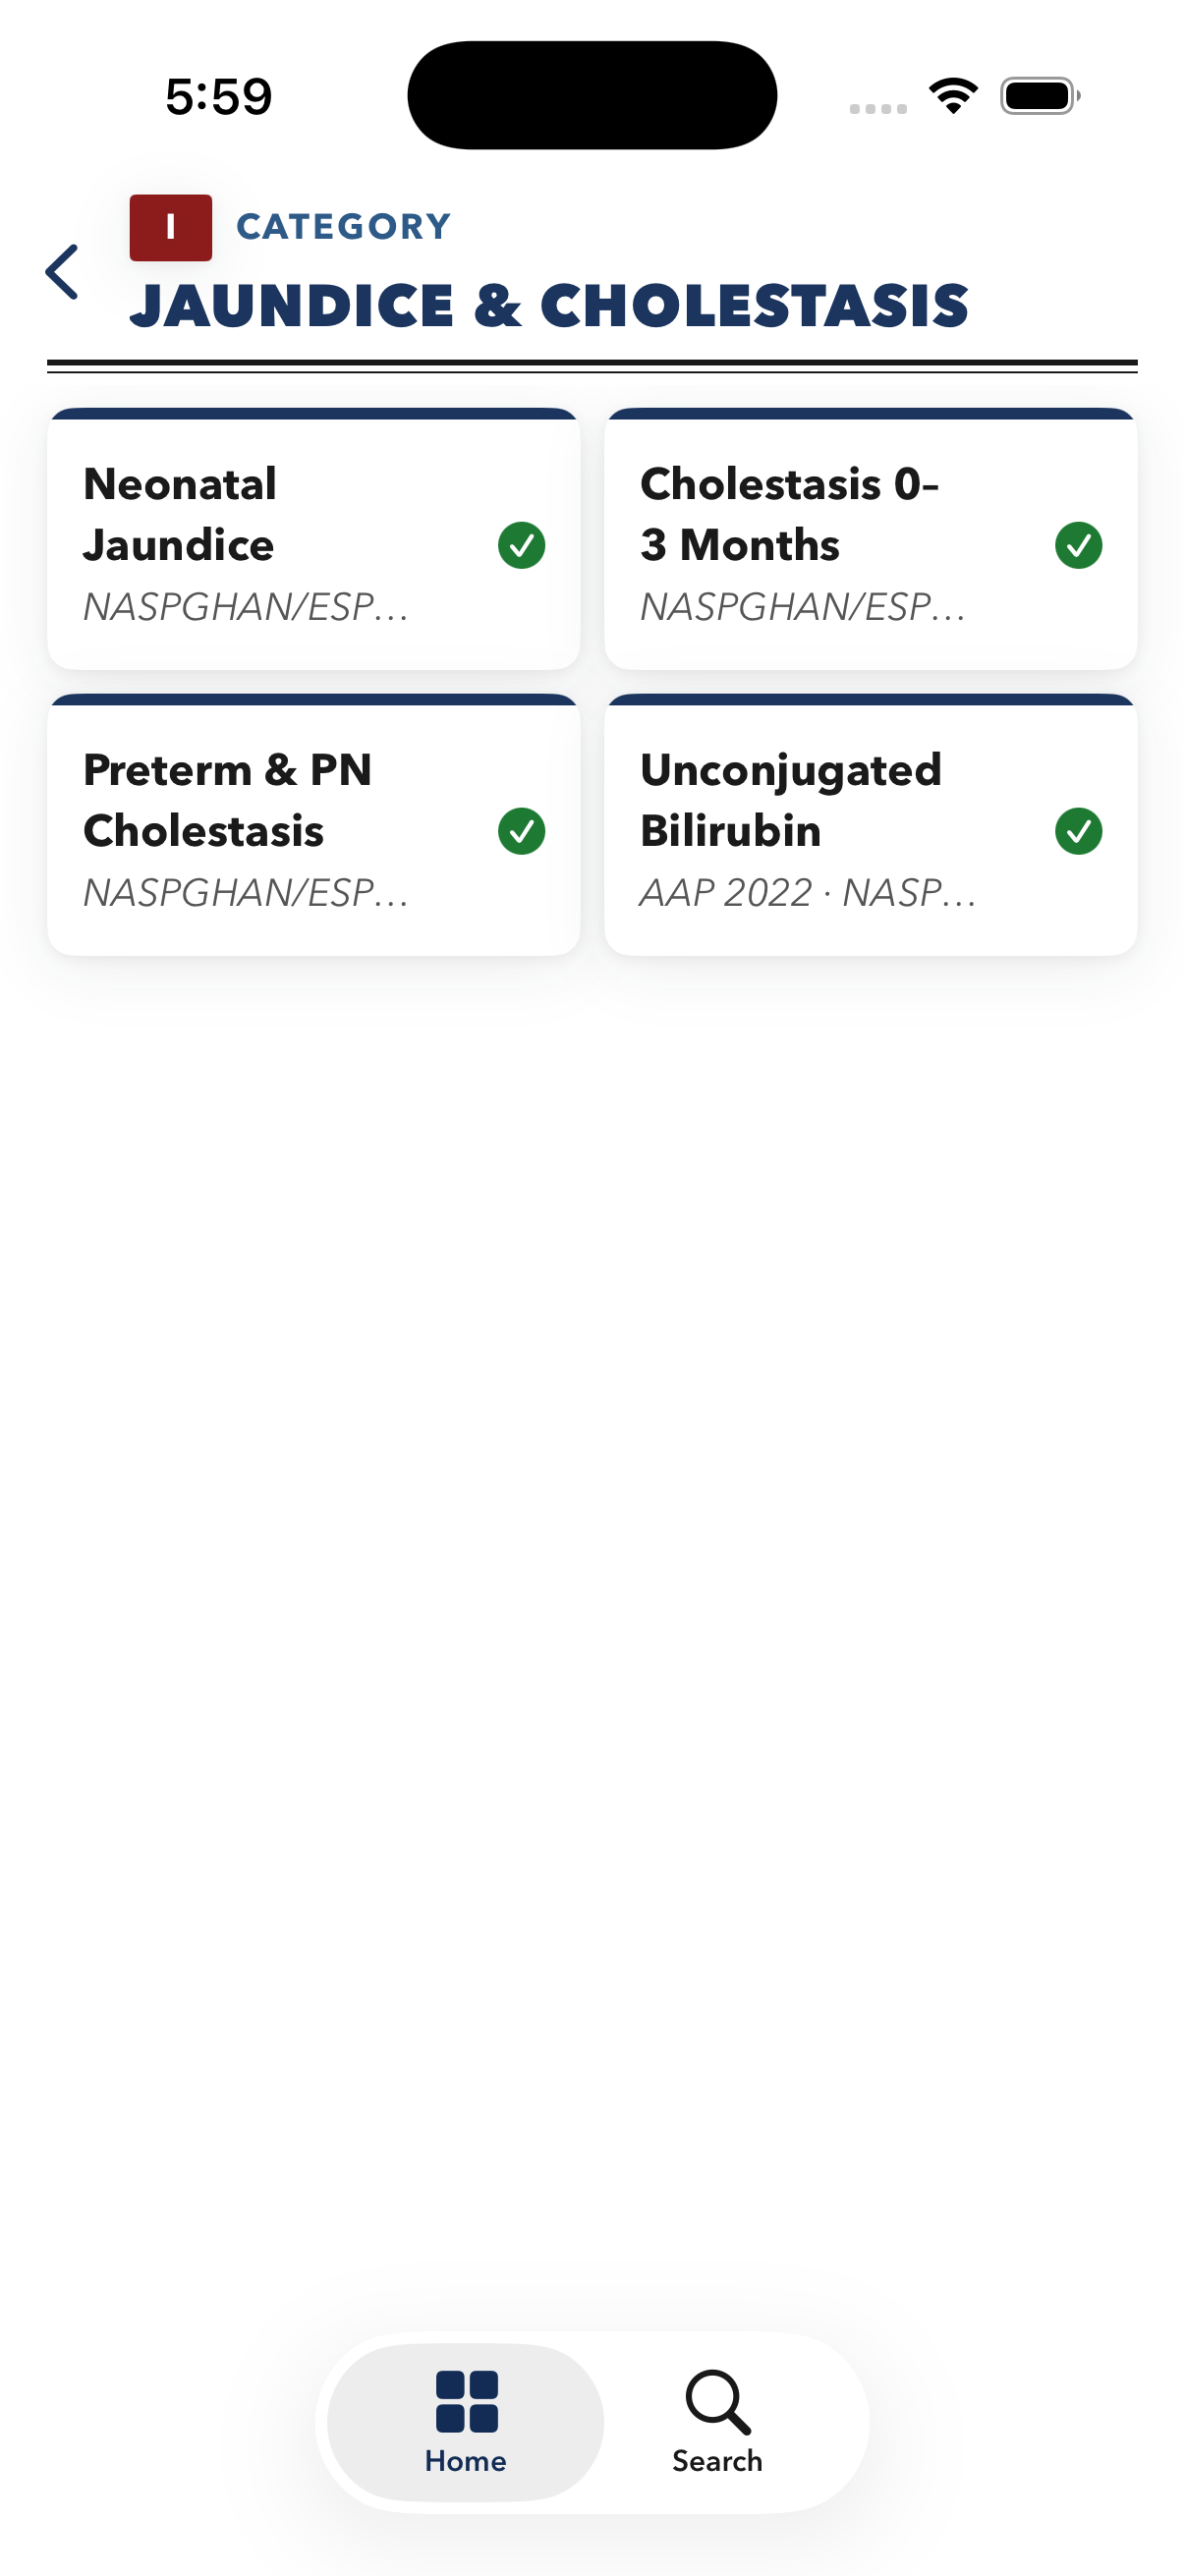 5:59
I CATEGORY
JAUNDICE & CHOLESTASIS
Neonatal
Jaundice
NASPGHAN/ESP...
Cholestasis 0–
3 Months
NASPGHAN/ESP...
Preterm & PN
Cholestasis
NASPGHAN/ESP...
Unconjugated
Bilirubin
AAP 2022 · NASP...
Home
Search